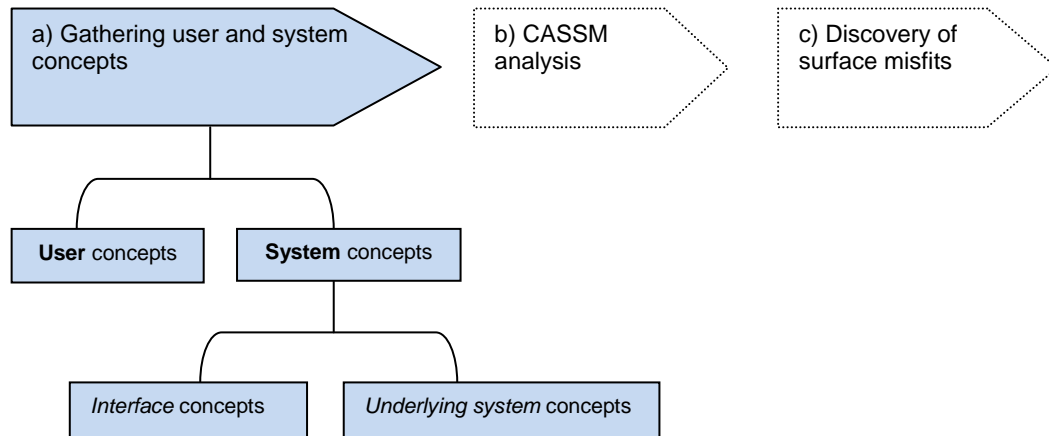 a) Gathering user and system
concepts
b) CASSM
analysis
c) Discovery of
surface misfits
User concepts
System concepts
Interface concepts
Underlying system concepts